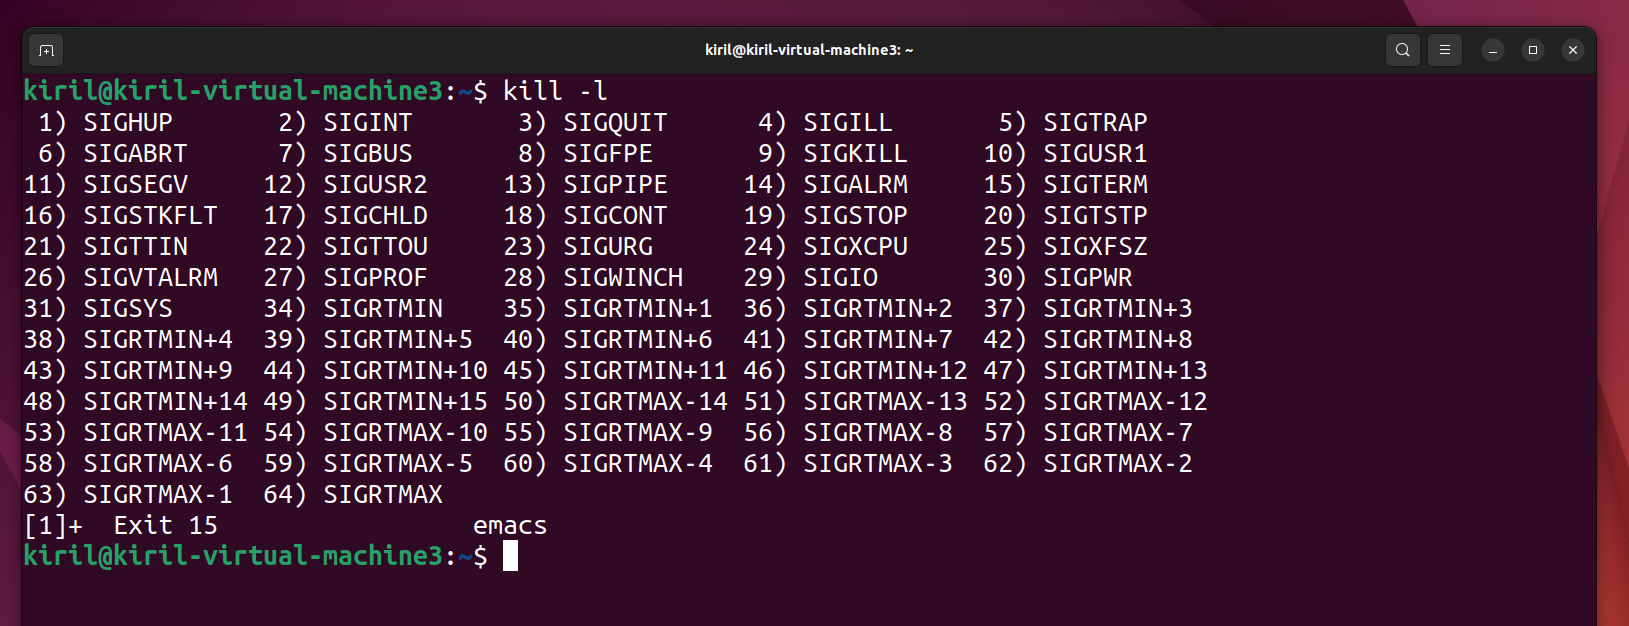 kiril@kiril-virtual-machine3: ~
kiril@kiril-virtual-machine3:~$ kill -l
 1) SIGHUP       2) SIGINT       3) SIGQUIT      4) SIGILL       5) SIGTRAP
 6) SIGABRT      7) SIGBUS       8) SIGFPE       9) SIGKILL     10) SIGUSR1
11) SIGSEGV     12) SIGUSR2     13) SIGPIPE     14) SIGALRM     15) SIGTERM
16) SIGSTKFLT   17) SIGCHLD     18) SIGCONT     19) SIGSTOP     20) SIGTSTP
21) SIGTTIN     22) SIGTTOU     23) SIGURG      24) SIGXCPU     25) SIGXFSZ
26) SIGVTALRM   27) SIGPROF     28) SIGWINCH    29) SIGIO       30) SIGPWR
31) SIGSYS      34) SIGRTMIN    35) SIGRTMIN+1  36) SIGRTMIN+2  37) SIGRTMIN+3
38) SIGRTMIN+4  39) SIGRTMIN+5  40) SIGRTMIN+6  41) SIGRTMIN+7  42) SIGRTMIN+8
43) SIGRTMIN+9  44) SIGRTMIN+10 45) SIGRTMIN+11 46) SIGRTMIN+12 47) SIGRTMIN+13
48) SIGRTMIN+14 49) SIGRTMIN+15 50) SIGRTMAX-14 51) SIGRTMAX-13 52) SIGRTMAX-12
53) SIGRTMAX-11 54) SIGRTMAX-10 55) SIGRTMAX-9  56) SIGRTMAX-8  57) SIGRTMAX-7
58) SIGRTMAX-6  59) SIGRTMAX-5  60) SIGRTMAX-4  61) SIGRTMAX-3  62) SIGRTMAX-2
63) SIGRTMAX-1  64) SIGRTMAX
[1]+  Exit 15                 emacs
kiril@kiril-virtual-machine3:~$